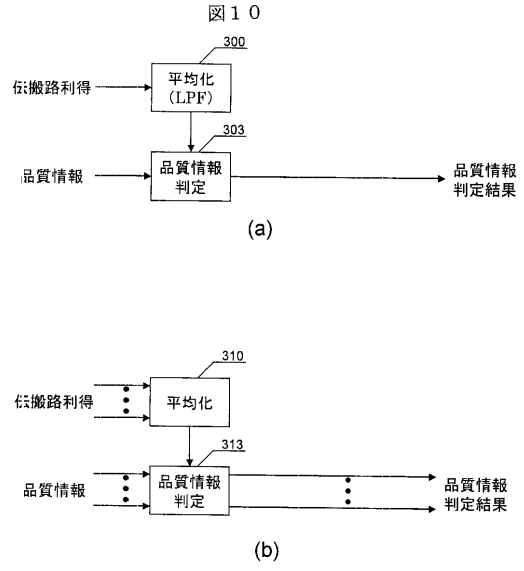 図10
300
伝搬路利得
平均化
(LPF)
303
品質情報
品質情報
判定
品質情報
判定結果
(a)
310
伝搬路利得
平均化
313
品質情報
品質情報
判定
品質情報
判定結果
(b)